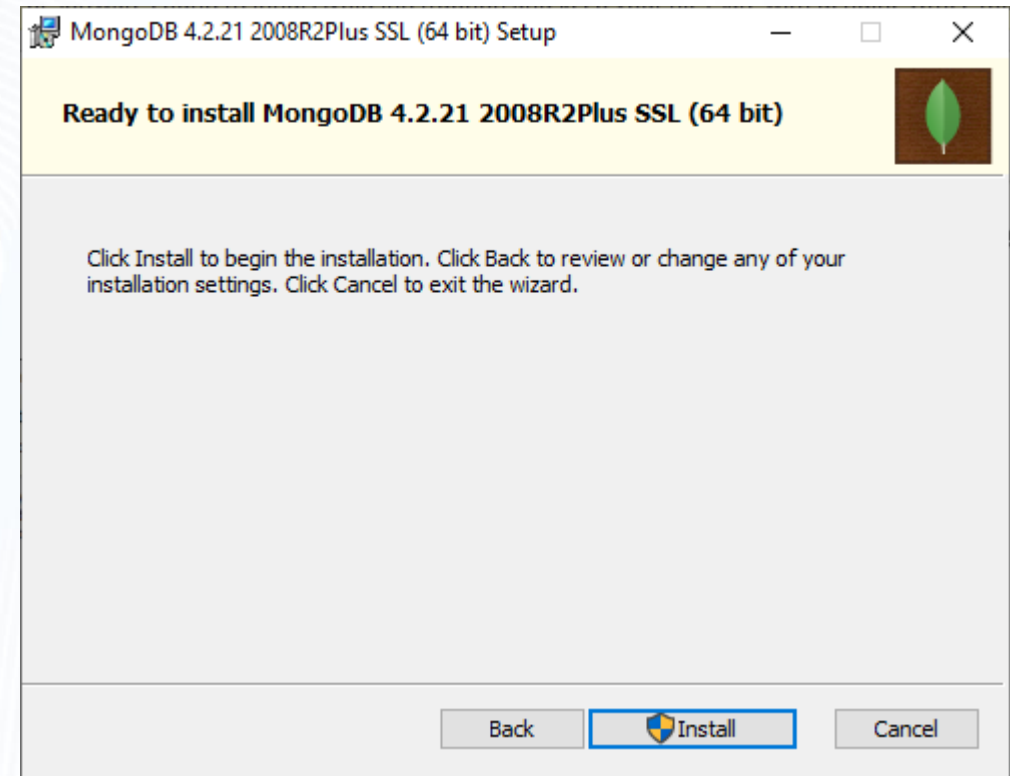 MongoDB 4.2.21 2008R2Plus SSL (64 bit) Setup
Ready to install MongoDB 4.2.21 2008R2Plus SSL (64 bit)
Click Install to begin the installation. Click Back to review or change any of your
installation settings. Click Cancel to exit the wizard.
Back
Install
Cancel